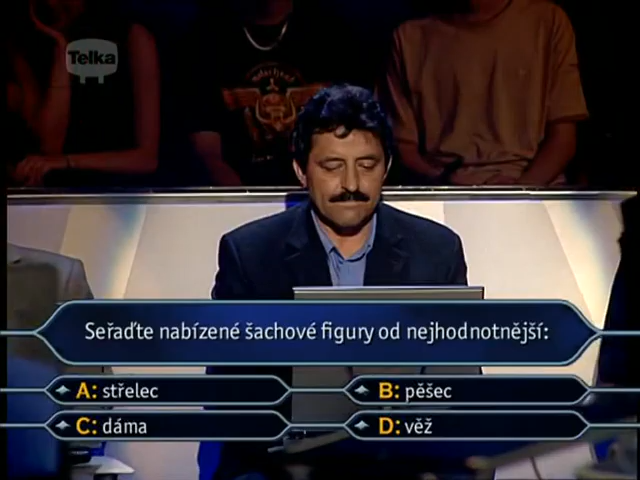 Telka
Seřaďte nabízené šachové figury od nejhodnotnější:
A: střelec
B: pěšec
C: dáma
D: věž